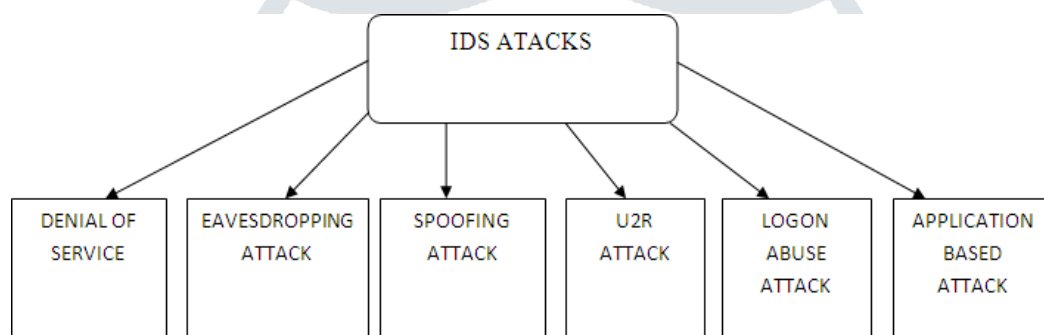 IDS ATACKS
DENIAL OF
SERVICE
EAVESDROPPING
ATTACK
SPOOFING
ATTACK
U2R
ATTACK
LOGON
ABUSE
ATTACK
APPLICATION
BASED
ATTACK